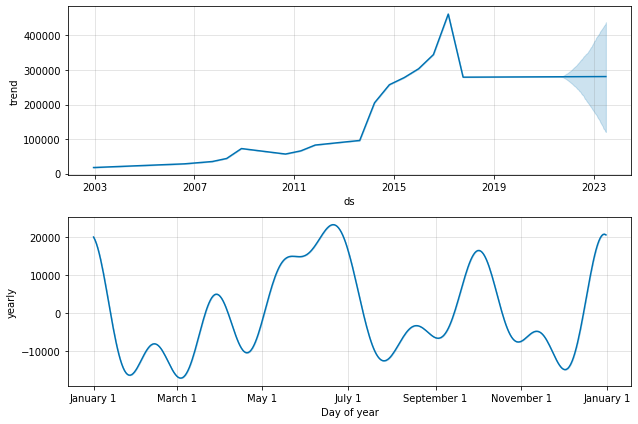 trend
400000
300000
200000
100000
0
2003 2007 2011 2015 2019 2023
ds
yearly
20000
10000
0
−10000
January 1 March 1 May 1 July 1 September 1 November 1 January 1
Day of year